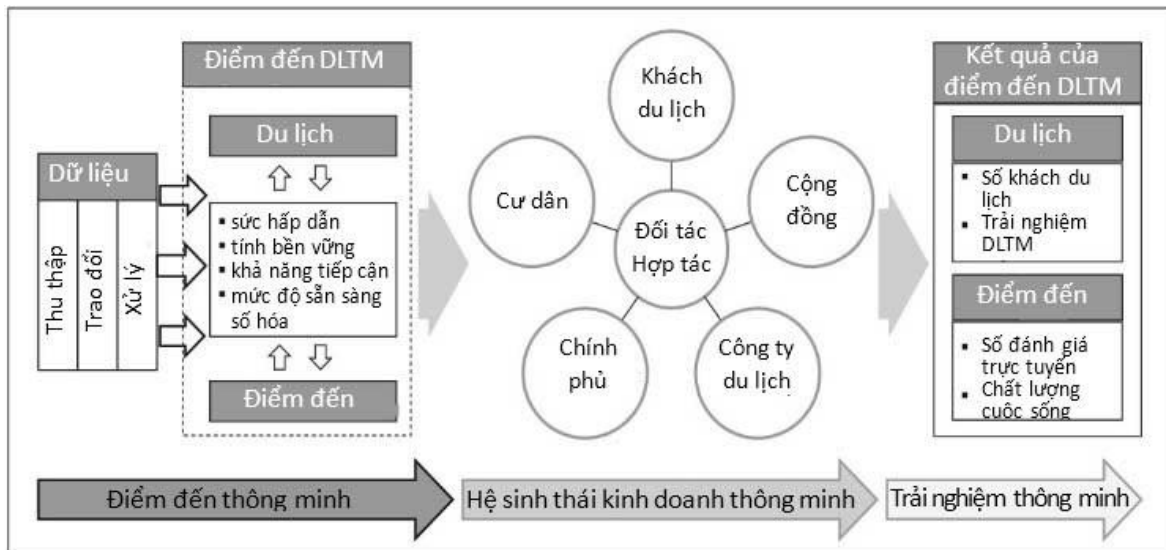 Điểm đến DLTM
Du lịch
Dữ liệu
Thu thập
Trao đổi
Xử lý
▪ sức hấp dẫn
▪ tính bền vững
▪ khả năng tiếp cận
▪ mức độ sẵn sàng
số hóa
Điểm đến
Khách
du lịch
Cư dân
Cộng
đồng
Đối tác
Hợp tác
Chính
phủ
Công ty
du lịch
Kết quả của
điểm đến DLTM
Du lịch
▪ Số khách du
lịch
▪ Trải nghiệm
DLTM
Điểm đến
▪ Số đánh giá
trực tuyến
▪ Chất lượng
cuôc sống
Điểm đến thông minh
Hệ sinh thái kinh doanh thông minh
Trải nghiệm thông minh